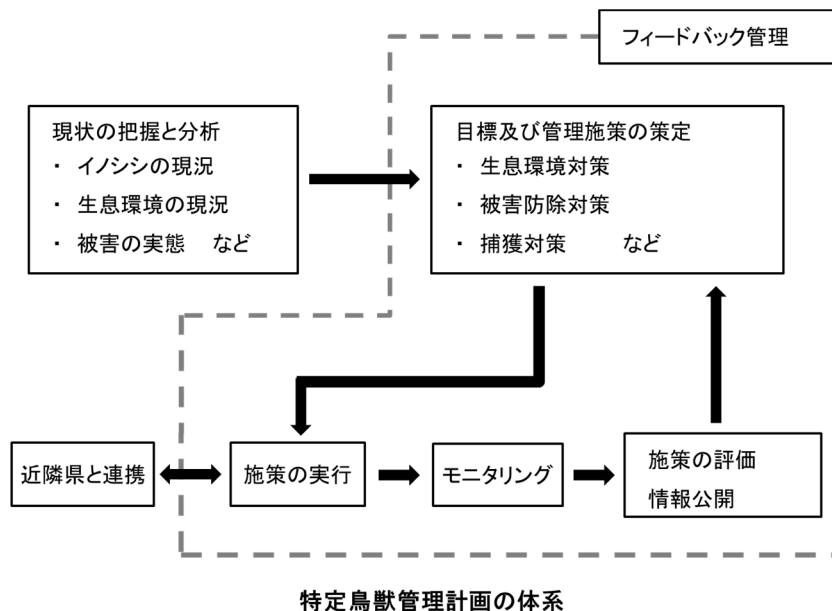 フィードバック管理
現状の把握と分析
・ イノシシの現況
・ 生息環境の現況
・ 被害の実態 など
目標及び管理施策の策定
・ 生息環境対策
・ 被害防除対策
・ 捕獲対策 など
近隣県と連携
施策の実行
モニタリング
施策の評価
情報公開
特定鳥獣管理計画の体系